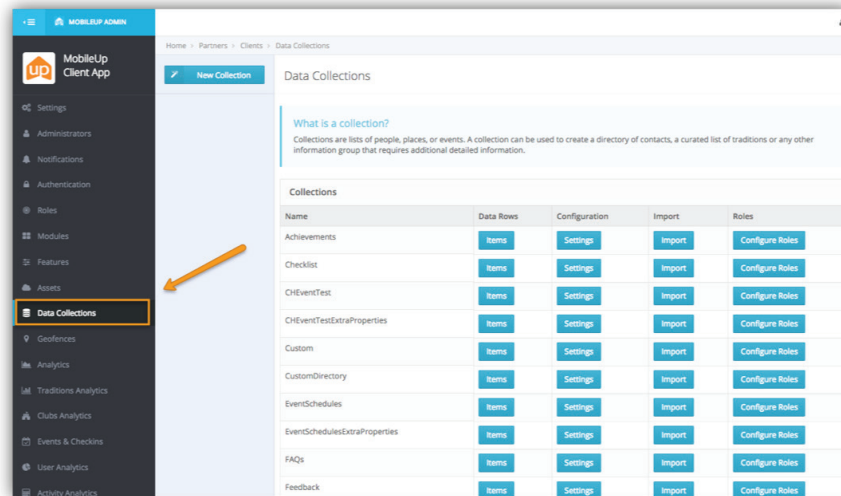 MOBILEUP ADMIN
up
MobileUp
Client App
Settings
Administrators
Notifications
Authentication
Roles
Modules
Features
Assets
Data Collections
Geofences
Analytics
Traditions Analytics
Clubs Analytics
Events & Checkins
User Analytics
Activity Analytics
Home > Partners > Clients > Data Collections
New Collection
Data Collections
What is a collection?
Collections are lists of people, places, or events. A collection can be used to create a directory of contacts, a curated list of traditions or any other
information group that requires additional detailed information.
Collections
Name Data Rows Configuration Import Roles
Achievements Items Settings Import Configure Roles
Checklist Items Settings Import Configure Roles
CHEventTest Items Settings Import Configure Roles
CHEventTestExtraProperties Items Settings Import Configure Roles
Custom Items Settings Import Configure Roles
CustomDirectory Items Settings Import Configure Roles
EventSchedules Items Settings Import Configure Roles
EventSchedulesExtraProperties Items Settings Import Configure Roles
FAQs Items Settings Import Configure Roles
Feedback Items Settings Import Configure Roles